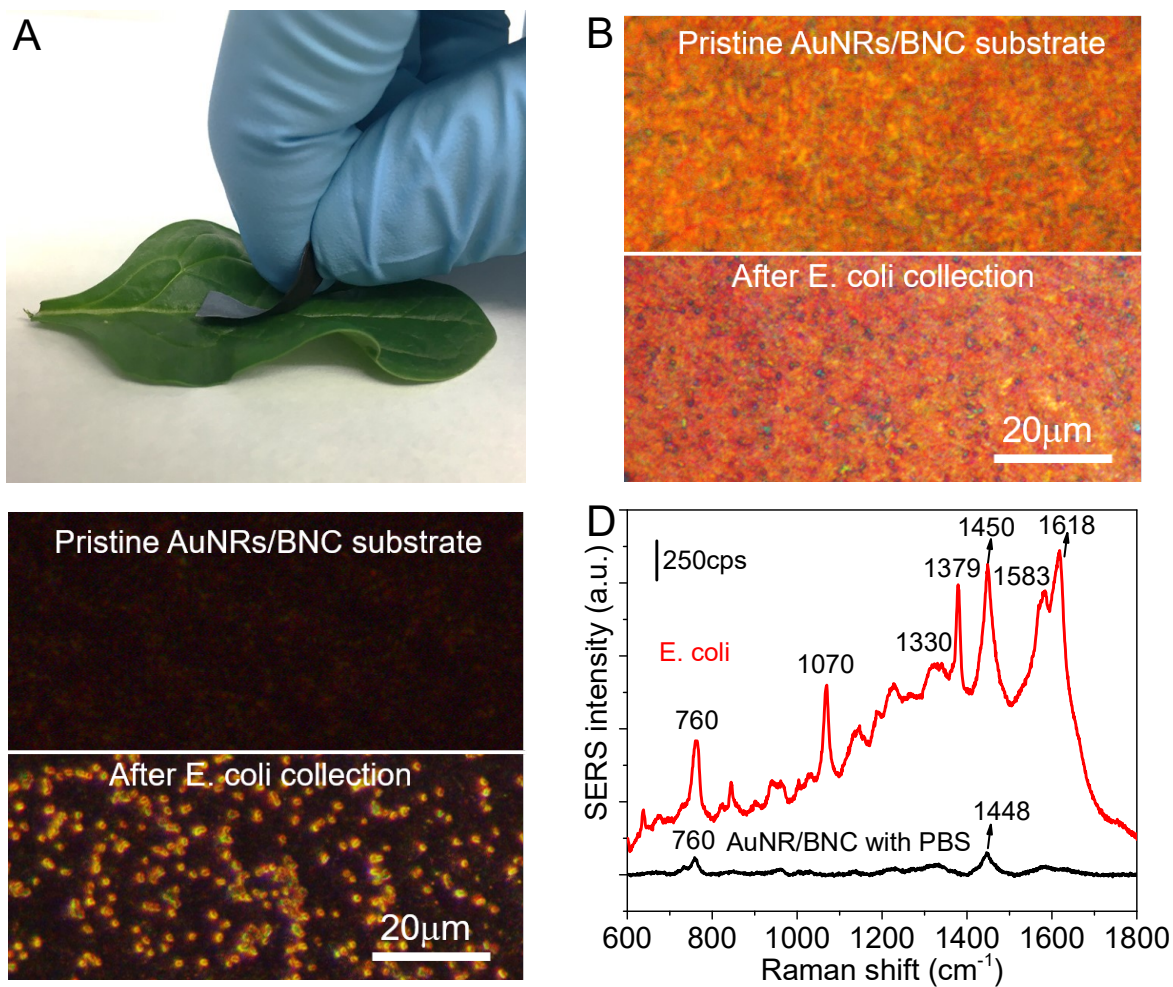 A
B
Pristine AuNRs/BNC substrate
After E. coli collection
20μm
Pristine AuNRs/BNC substrate
After E. coli collection
20μm
D
250cps
E. coli
760
1070
1330
1379
1450
1583
1618
760
AuNR/BNC with PBS
1448
SERS intensity (a.u.)
600 800 1000 1200 1400 1600 1800
Raman shift (cm⁻¹)